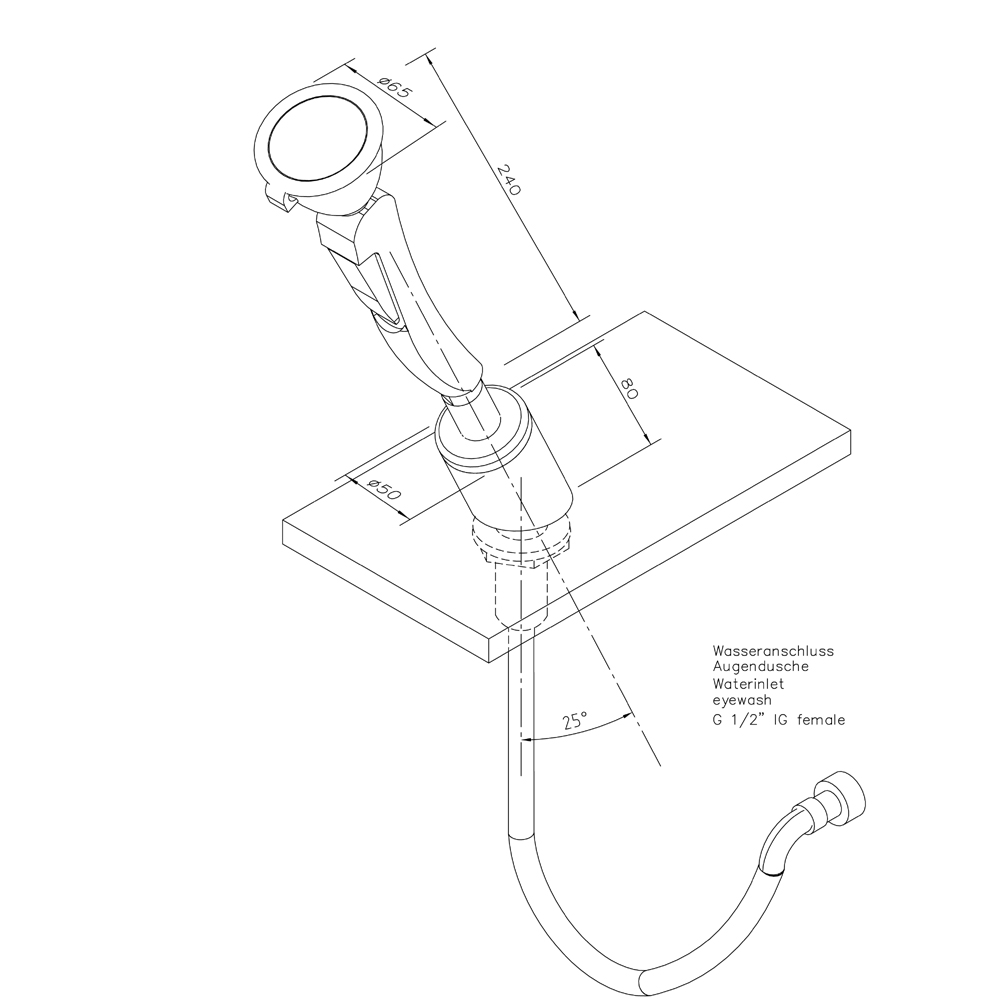 ø65
240
80
ø50
Wasseranschluss
Augendusche
Waterinlet
eyewash
G 1/2” IG female
25°